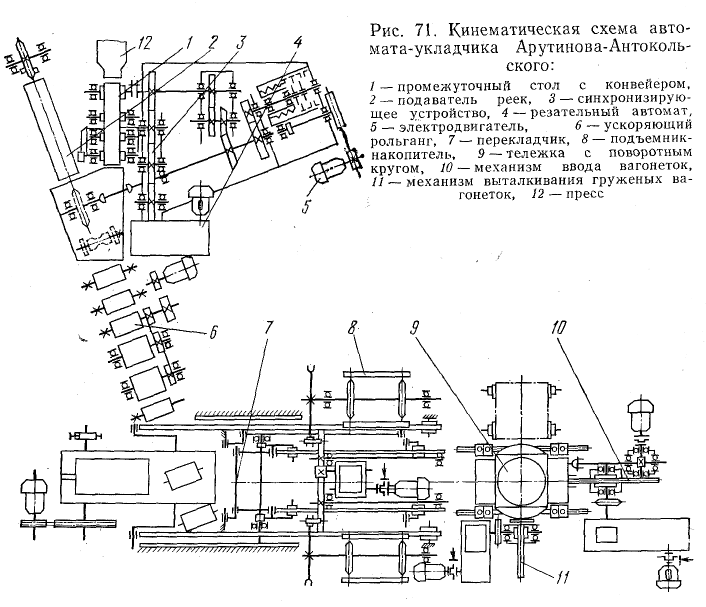 Рис. 71. Кинематическая схема авто-
мата-укладчика Арутинова-Антоколь-
ского:
1 — промежуточный стол с конвейером,
2 — подаватель реек, 3 — синхронизирую-
щее устройство, 4 — резательный автомат,
5 — электродвигатель, 6 — ускоряющий
рольганг, 7 — перекладчик, 8 — подъемник-
накопитель, 9 — тележка с поворотным
кругом, 10 — механизм ввода вагонеток,
11 — механизм выталкивания груженых ва-
гонеток, 12 — пресс
12 1 2 3 4
5
6
7 8 9 10
11